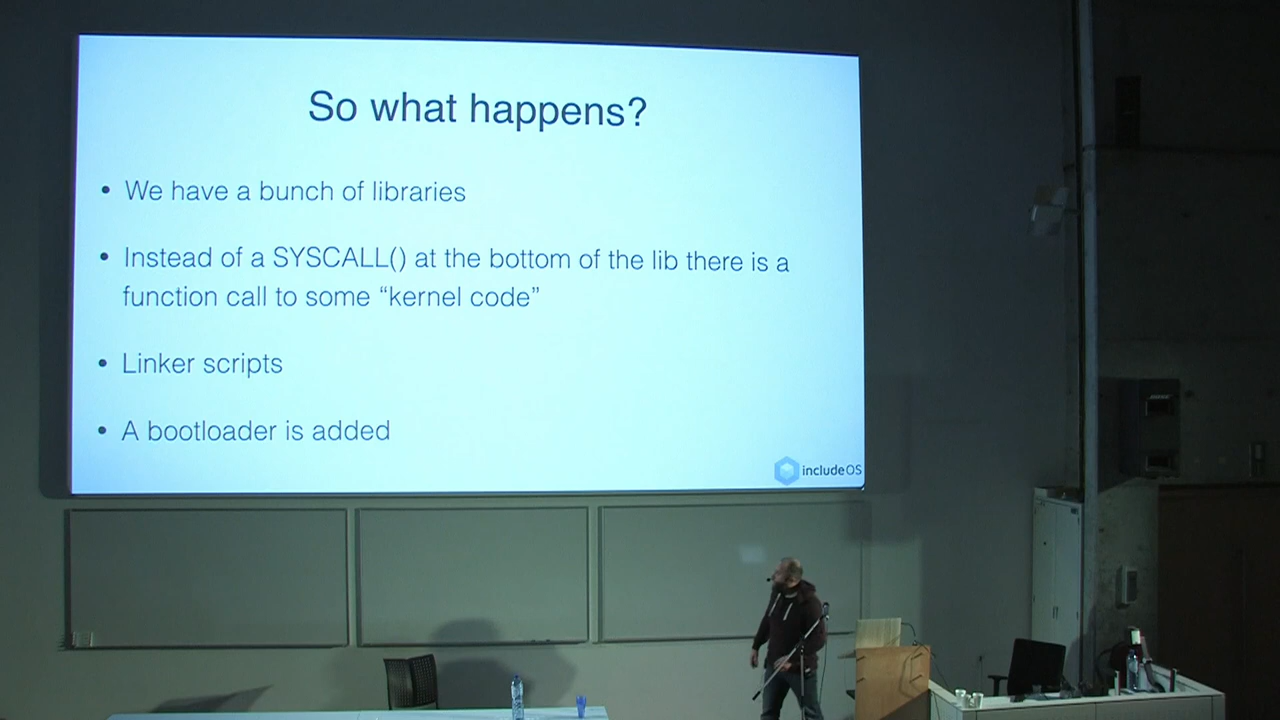 So what happens?
• We have a bunch of libraries
• Instead of a SYSCALL() at the bottom of the lib there is a
function call to some “kernel code”
• Linker scripts
• A bootloader is added
includeOS